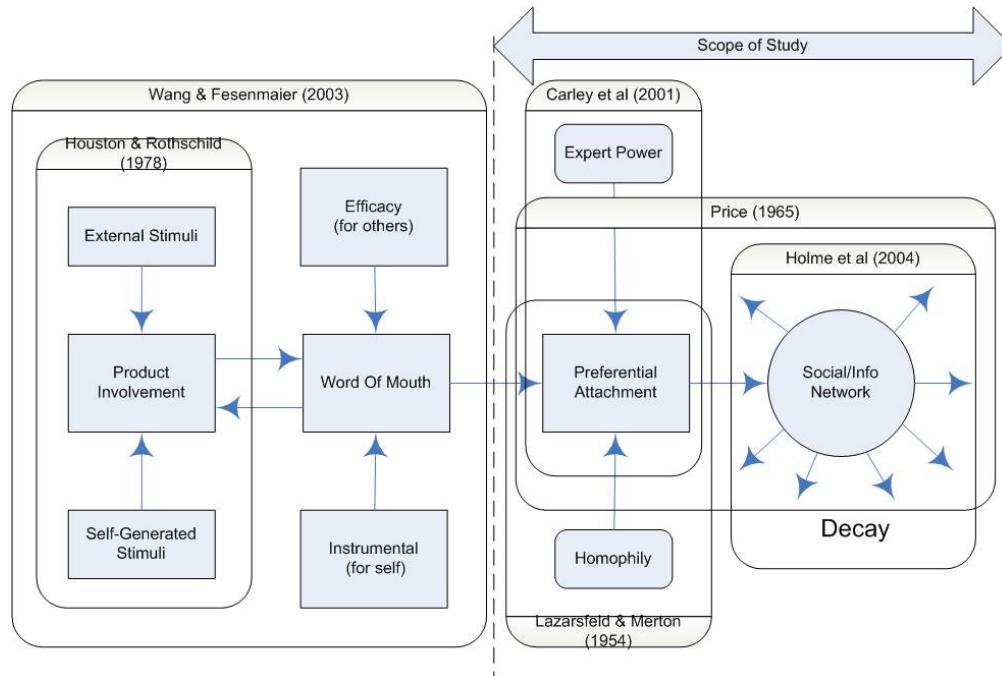 Scope of Study
Wang & Fesenmaier (2003)
Carley et al (2001)
Houston & Rothschild
(1978)
Expert Power
Efficacy
(for others)
External Stimuli
Price (1965)
Holme et al (2004)
Product
Involvement
Word Of Mouth
Preferential
Attachment
Social/Info
Network
Self-Generated
Stimuli
Instrumental
(for self)
Homophily
Decay
Lazarsfeld & Merton
(1954)